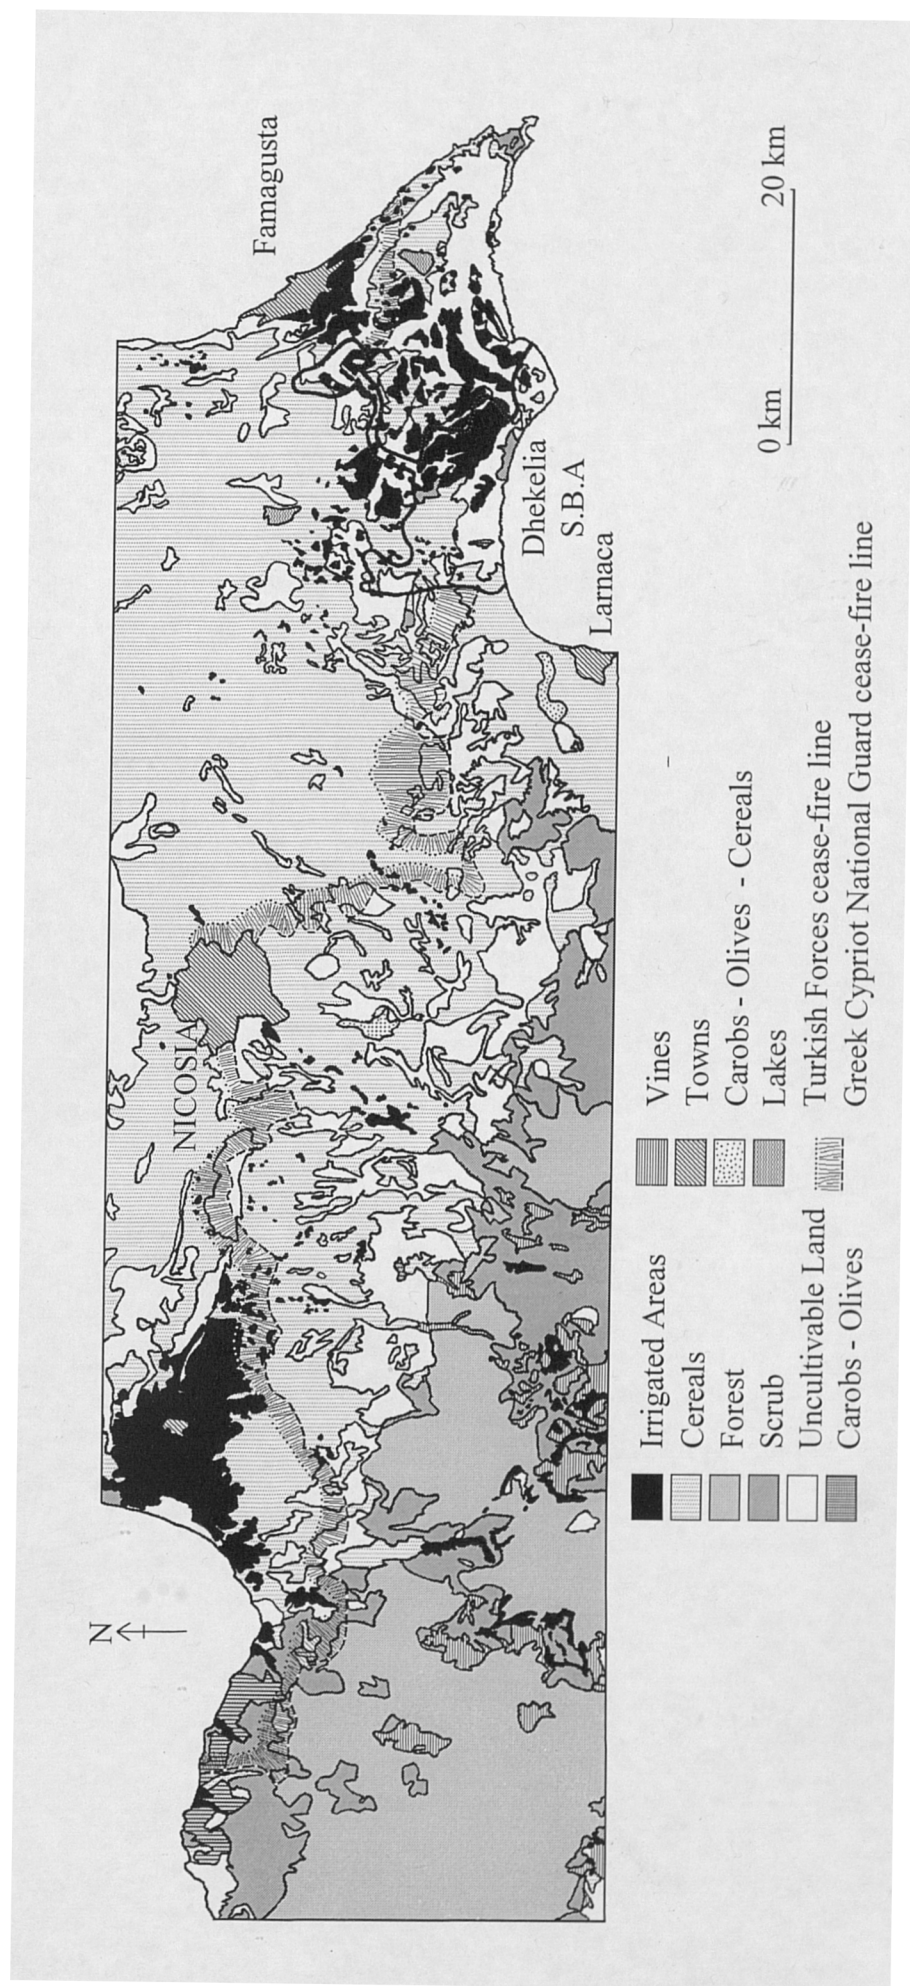 Famagusta
N
NICOSIA
Dhekelia
S.B.A
Larnaca
0 km
20 km
Irrigated Areas
Cereals
Forest
Scrub
Uncultivable Land
Carobs - Olives
Vines
Towns
Carobs - Olives - Cereals
Lakes
Turkish Forces cease-fire line
Greek Cypriot National Guard cease-fire line